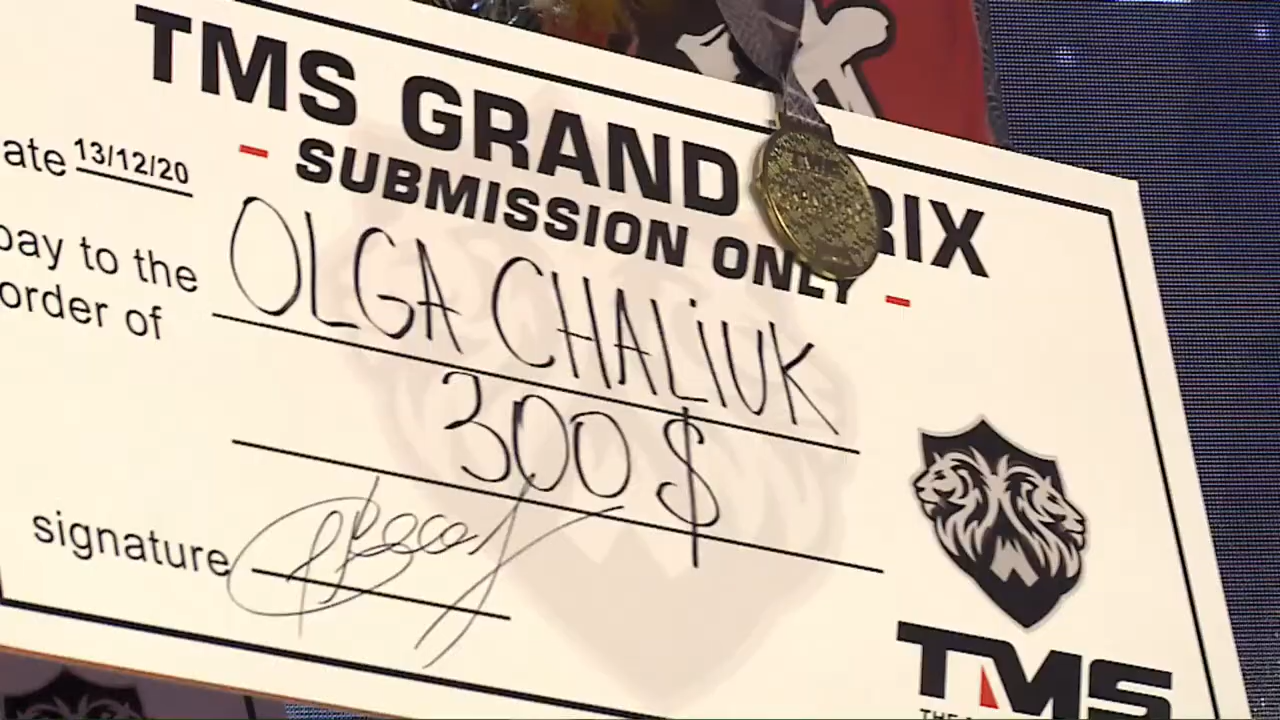 TMS GRAND RIX
- SUBMISSION ONLY -
ate 13/12/20
pay to the
order of
OLGA CHALiUK
300 $
signature
TMS
THE